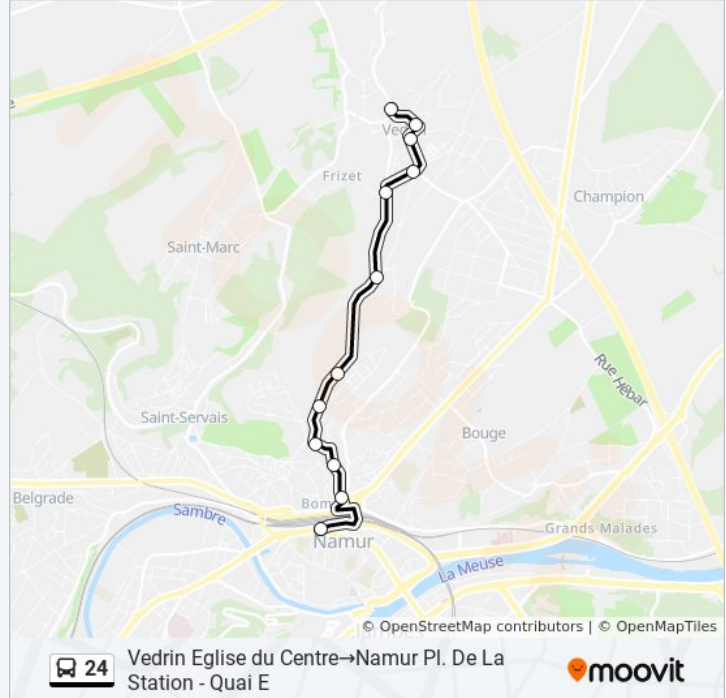 Frizet
Champion
Saint-Marc
Rue Hébar
Saint-Servais
Bouge
Belgrade
Sambre
Grands Malades
Namur
La Meuse
© OpenStreetMap contributors | © OpenMapTiles
24
Vedrin Eglise du Centre→Namur Pl. De La
Station - Quai E
moovit